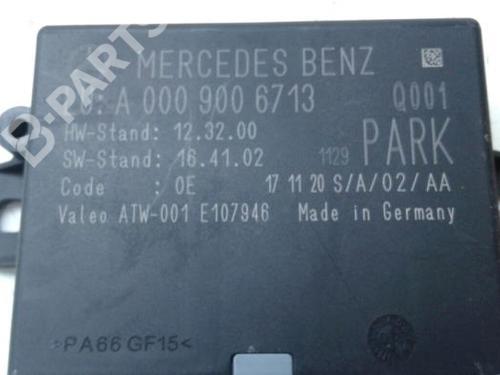 MERCEDES BENZ
A 000 900 6713 Q001
HW-Stand: 12.32.00
SW-Stand: 16.41.02 1129 PARK
Code : 0E 17 11 20 S/A/02/AA
Valeo ATW-001 E107946 Made in Germany
>PA66 GF15<
B-PARTS